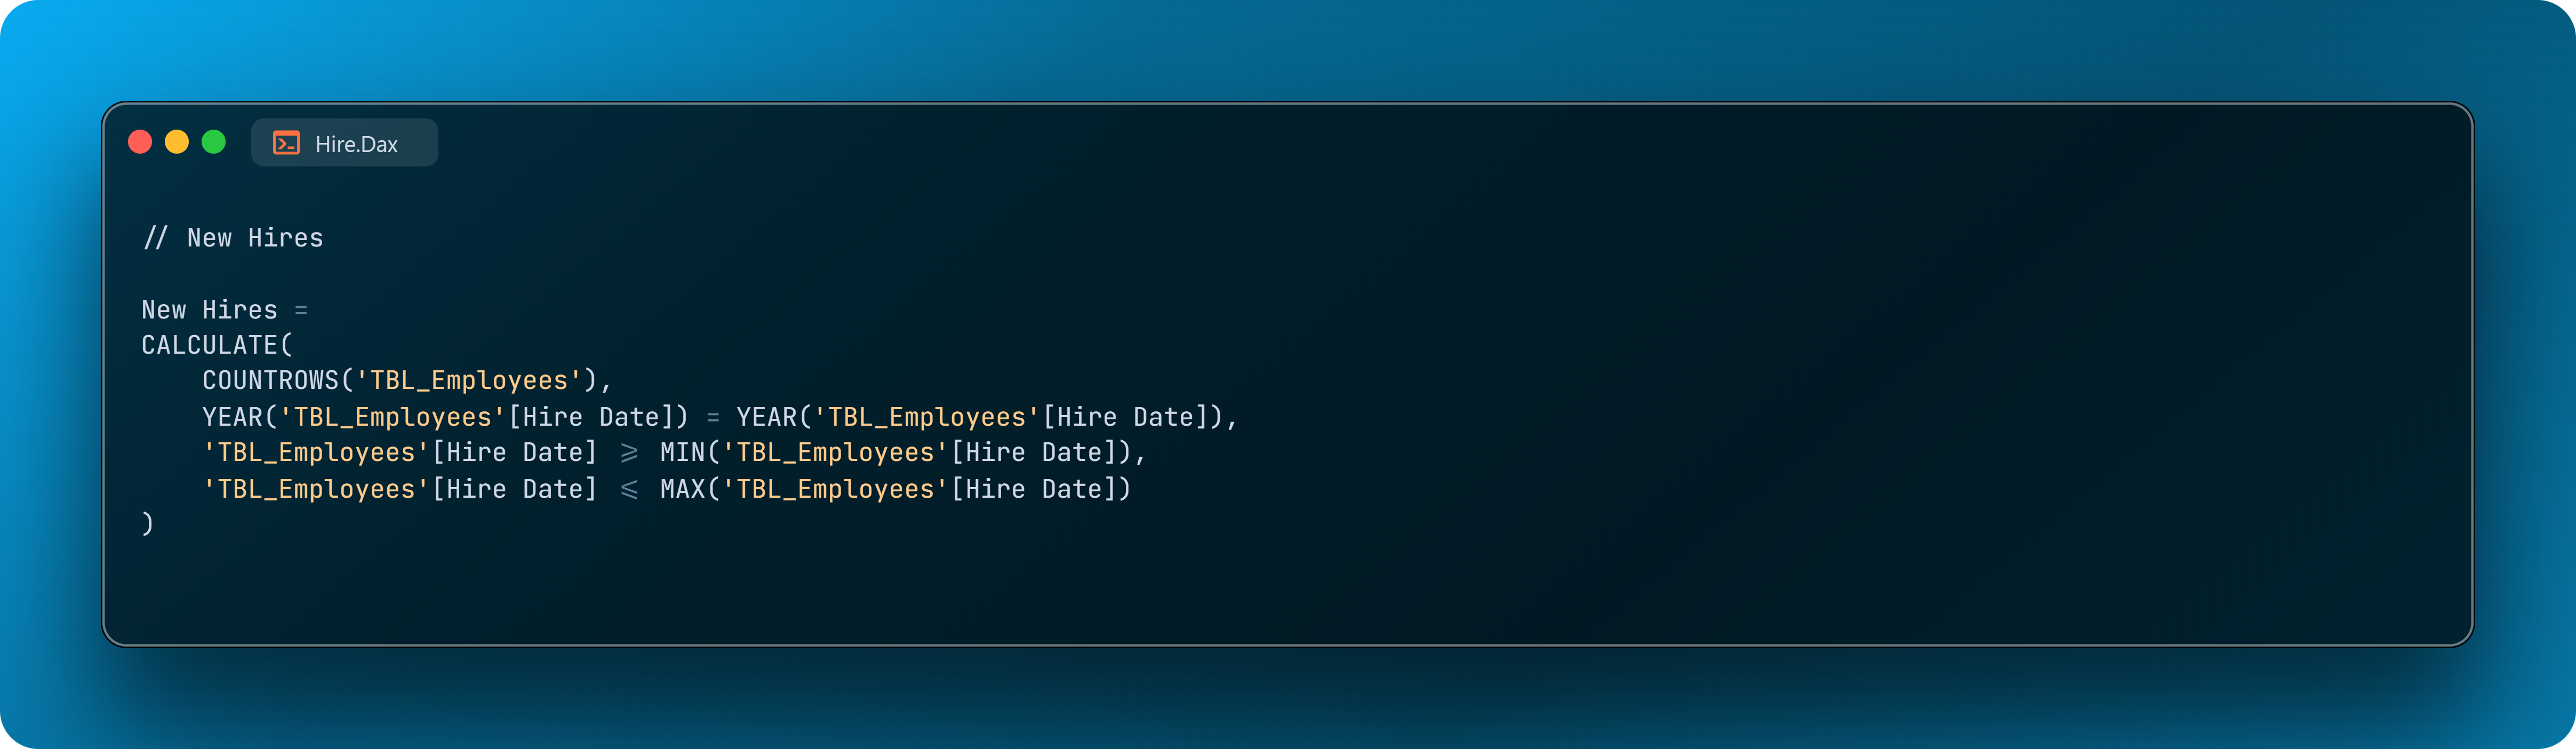 Hire.Dax
// New Hires
New Hires =
CALCULATE(
    COUNTROWS('TBL_Employees'),
    YEAR('TBL_Employees'[Hire Date]) = YEAR('TBL_Employees'[Hire Date]),
    'TBL_Employees'[Hire Date] >= MIN('TBL_Employees'[Hire Date]),
    'TBL_Employees'[Hire Date] <= MAX('TBL_Employees'[Hire Date])
)